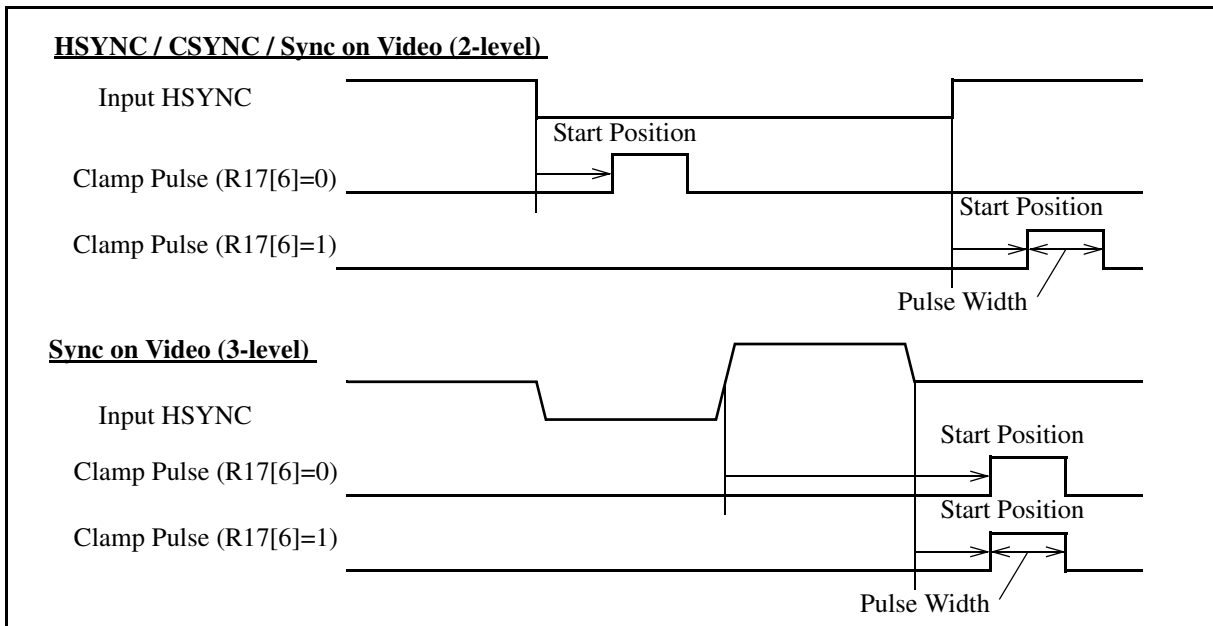 HSYNC / CSYNC / Sync on Video (2-level)
Input HSYNC
Start Position
Clamp Pulse (R17[6]=0)
Start Position
Clamp Pulse (R17[6]=1)
Pulse Width
Sync on Video (3-level)
Input HSYNC
Start Position
Clamp Pulse (R17[6]=0)
Start Position
Clamp Pulse (R17[6]=1)
Pulse Width